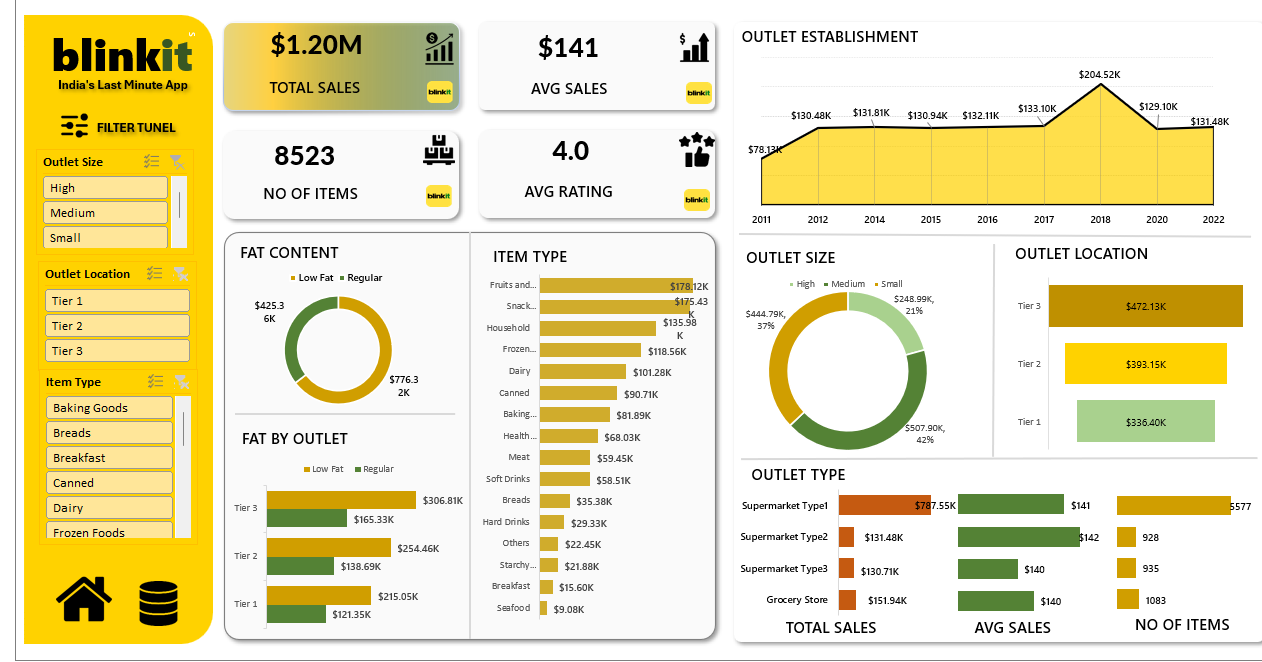 blinkit
India's Last Minute App
FILTER TUNEL
Outlet Size
High
Medium
Small
Outlet Location
Tier 1
Tier 2
Tier 3
Item Type
Baking Goods
Breads
Breakfast
Canned
Dairy
Frozen Foods
$1.20M
TOTAL SALES
blinkit
$141
AVG SALES
blinkit
8523
NO OF ITEMS
blinkit
4.0
AVG RATING
blinkit
FAT CONTENT
Low Fat Regular
$425.3
6K
$776.3
2K
FAT BY OUTLET
Low Fat Regular
Tier 3 $306.81K
$165.33K
Tier 2 $254.46K
$138.69K
Tier 1 $215.05K
$121.35K
ITEM TYPE
Fruits and... $178.12K
Snack... $175.43
K
Household $135.98
K
Frozen... $118.56K
Dairy $101.28K
Canned $90.71K
Baking... $81.89K
Health... $68.03K
Meat $59.45K
Soft Drinks $58.51K
Breads $35.38K
Hard Drinks $29.33K
Others $22.45K
Starchy... $21.88K
Breakfast $15.60K
Seafood $9.08K
OUTLET ESTABLISHMENT
$78.13K $130.48K $131.81K $130.94K $132.11K $133.10K $204.52K $129.10K $131.48K
2011 2012 2014 2015 2016 2017 2018 2020 2022
OUTLET SIZE
High Medium Small
$248.99K,
21%
$444.79K,
37%
$507.90K,
42%
OUTLET LOCATION
Tier 3 $472.13K
Tier 2 $393.15K
Tier 1 $336.40K
OUTLET TYPE
Supermarket Type1 $787.55K $141 5577
Supermarket Type2 $131.48K $142 928
Supermarket Type3 $130.71K $140 935
Grocery Store $151.94K $140 1083
TOTAL SALES AVG SALES NO OF ITEMS